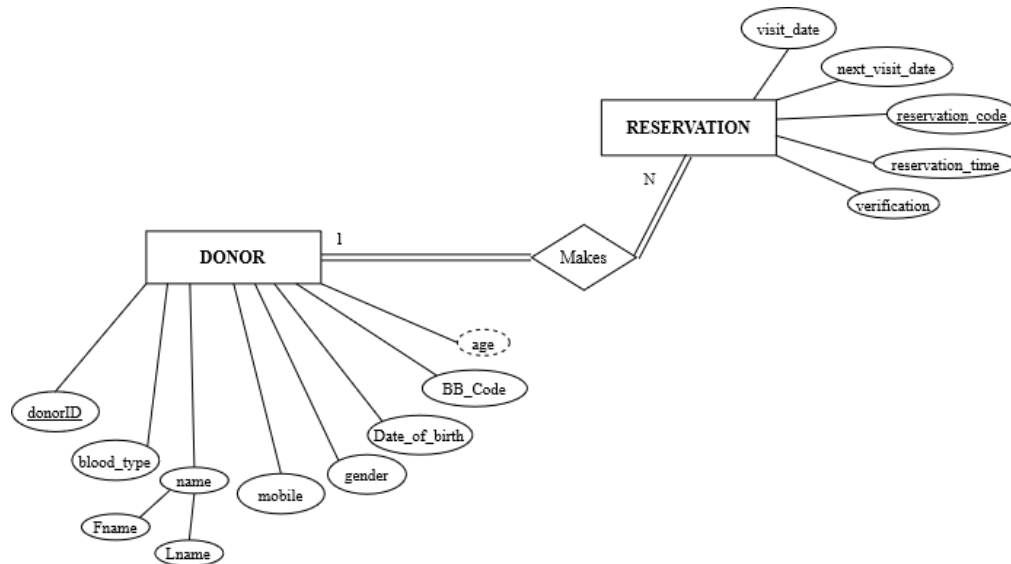 visit_date
next_visit_date
RESERVATION
reservation_code
reservation_time
verification
N
1
DONOR
Makes
age
BB_Code
donorID
Date_of_birth
blood_type
name
gender
mobile
Fname
Lname